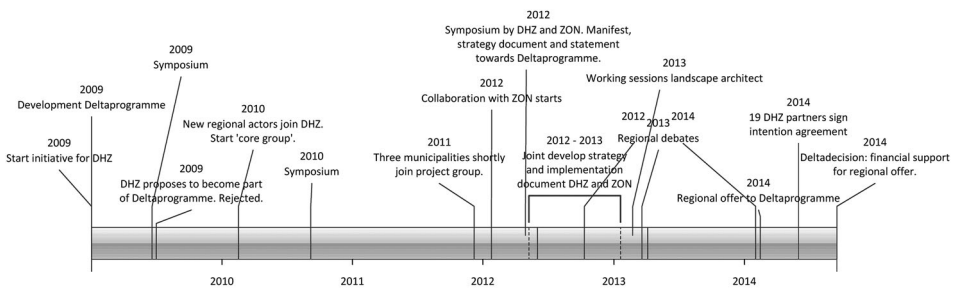 2012
Symposium by DHZ and ZON. Manifest,
strategy document and statement
towards Deltaprogramme.
2009
Symposium
2013
Working sessions landscape architect
2009
Development Deltaprogramme
2012
Collaboration with ZON starts
2010
New regional actors join DHZ.
Start 'core group'.
2012 2013 2014
Regional debates
2014
19 DHZ partners sign
intention agreement
2009
Start initiative for DHZ
2009
DHZ proposes to become part
of Deltaprogramme. Rejected.
2010
Symposium
2011
Three municipalities shortly
join project group.
2012 - 2013
Joint develop strategy
and implementation
document DHZ and ZON
2014
Regional offer to Deltaprogramme
2014
Deltadecision: financial support
for regional offer.
2010 2011 2012 2013 2014